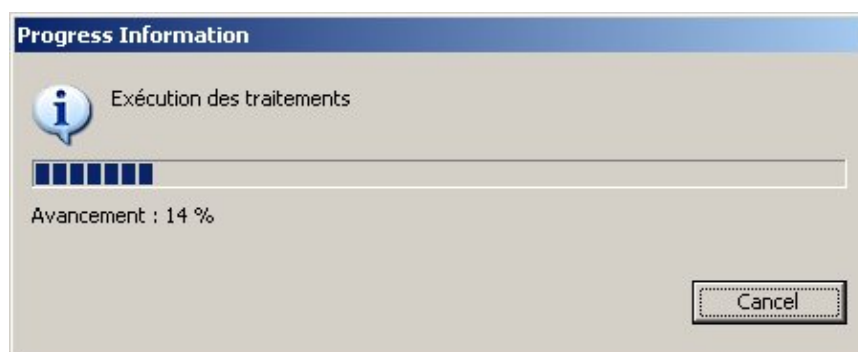 Progress Information
Exécution des traitements
Avancement : 14 %
Cancel